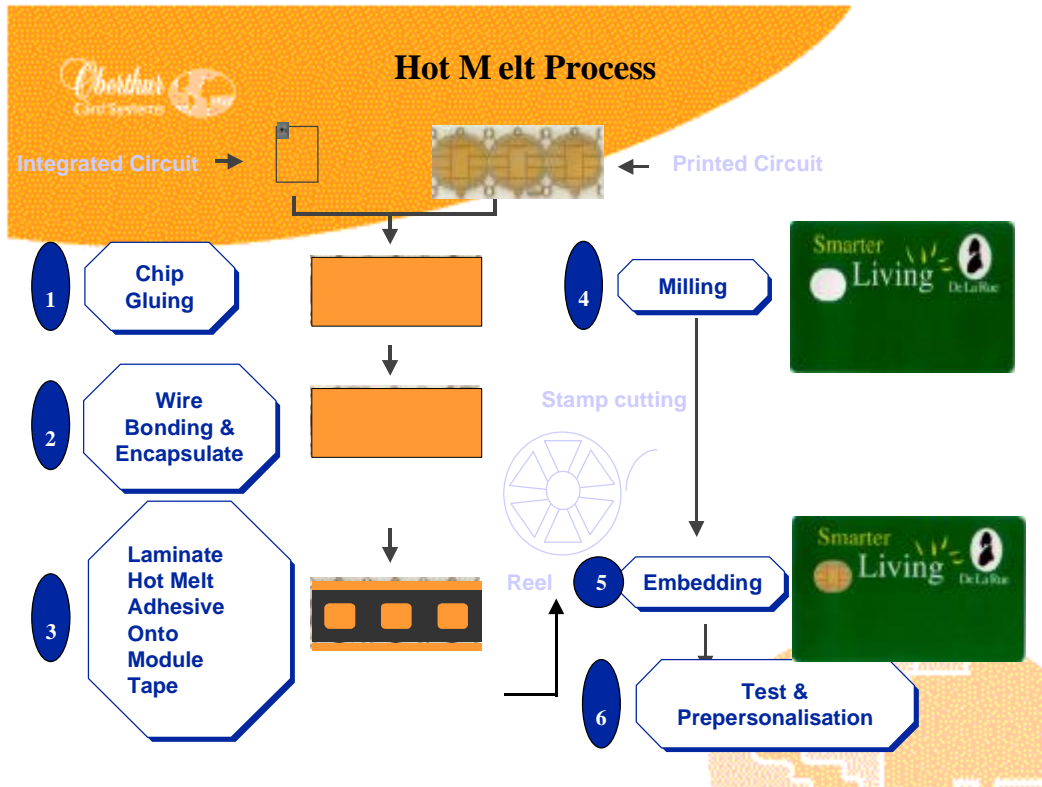 Hot Melt Process
Oberthur
Card Systems
Integrated Circuit
Printed Circuit
1
Chip
Gluing
2
Wire
Bonding &
Encapsulate
3
Laminate
Hot Melt
Adhesive
Onto
Module
Tape
4
Milling
Smarter
Living
De La Rue
Stamp cutting
Reel
5
Embedding
Smarter
Living
De La Rue
6
Test &
Prepersonalisation